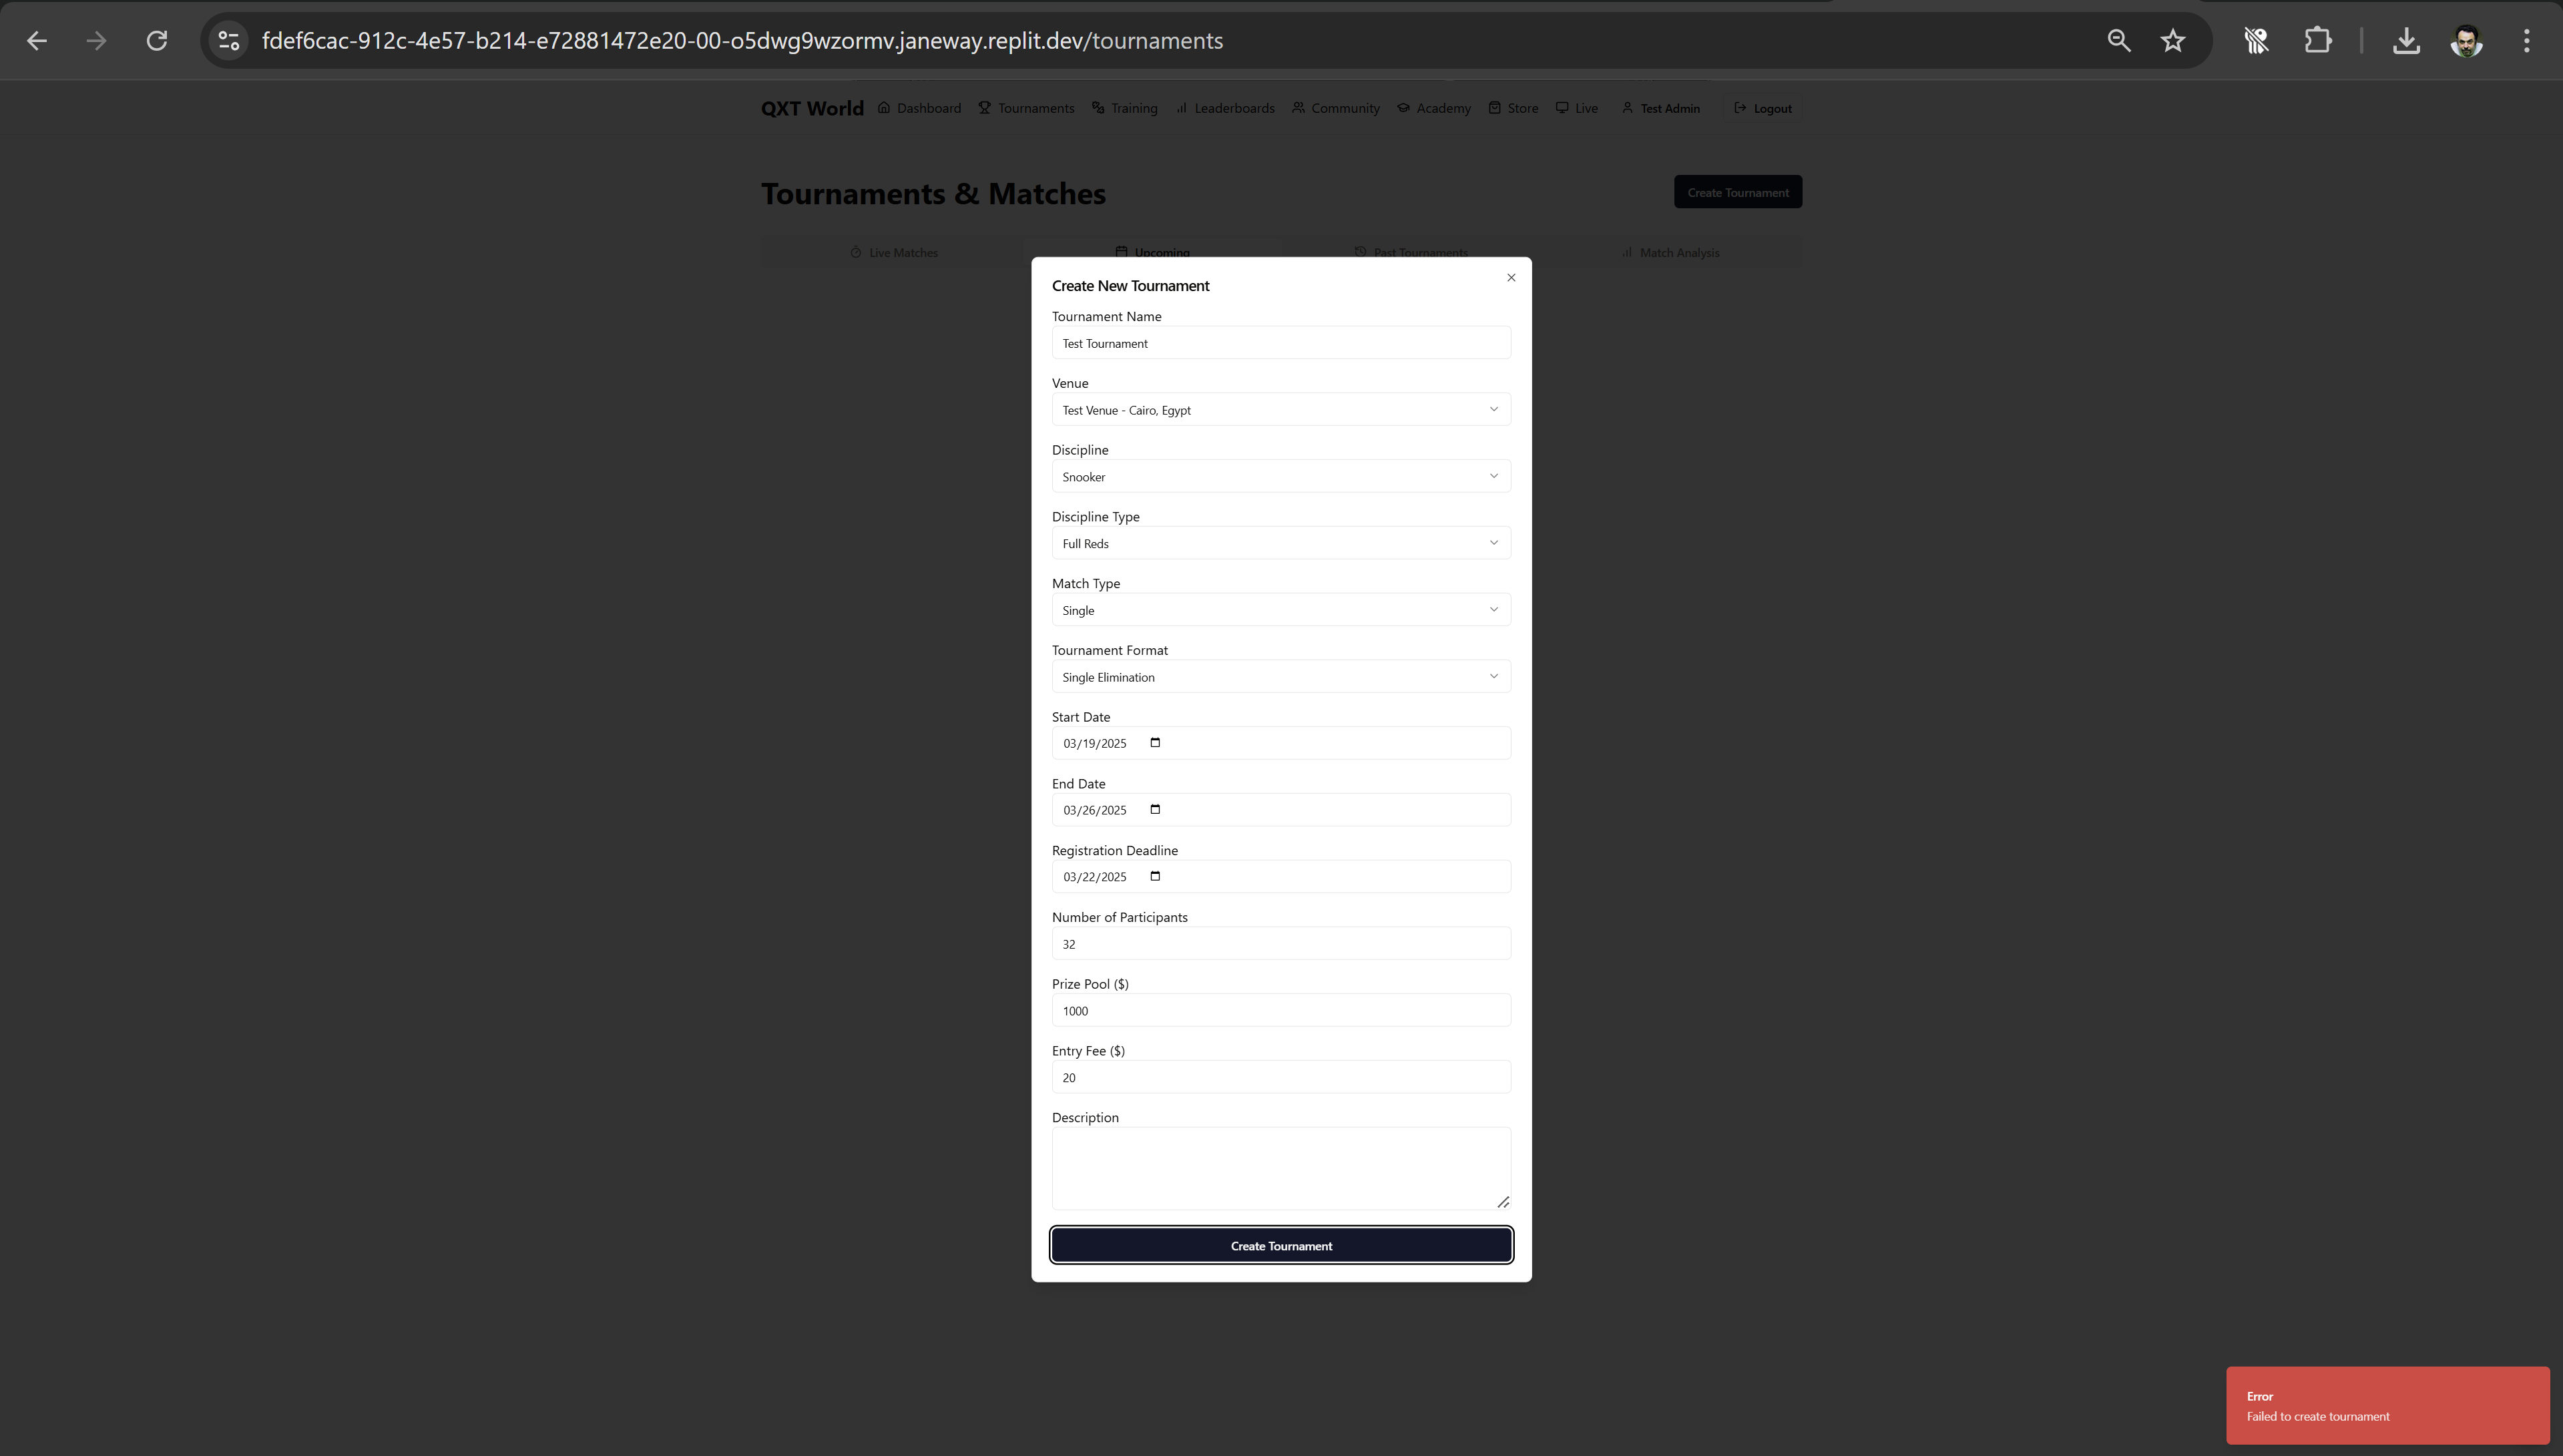 fdef6cac-912c-4e57-b214-e72881472e20-00-o5dwg9wzormv.janeway.replit.dev/tournaments
QXT World Dashboard Tournaments Training Leaderboards Community Academy Store Live Test Admin Logout
Tournaments & Matches Create Tournament
Live Matches Upcoming Past Tournaments Match Analysis
Create New Tournament
Tournament Name
Test Tournament
Venue
Test Venue - Cairo, Egypt
Discipline
Snooker
Discipline Type
Full Reds
Match Type
Single
Tournament Format
Single Elimination
Start Date
03/19/2025
End Date
03/26/2025
Registration Deadline
03/22/2025
Number of Participants
32
Prize Pool ($)
1000
Entry Fee ($)
20
Description
Create Tournament
Error
Failed to create tournament